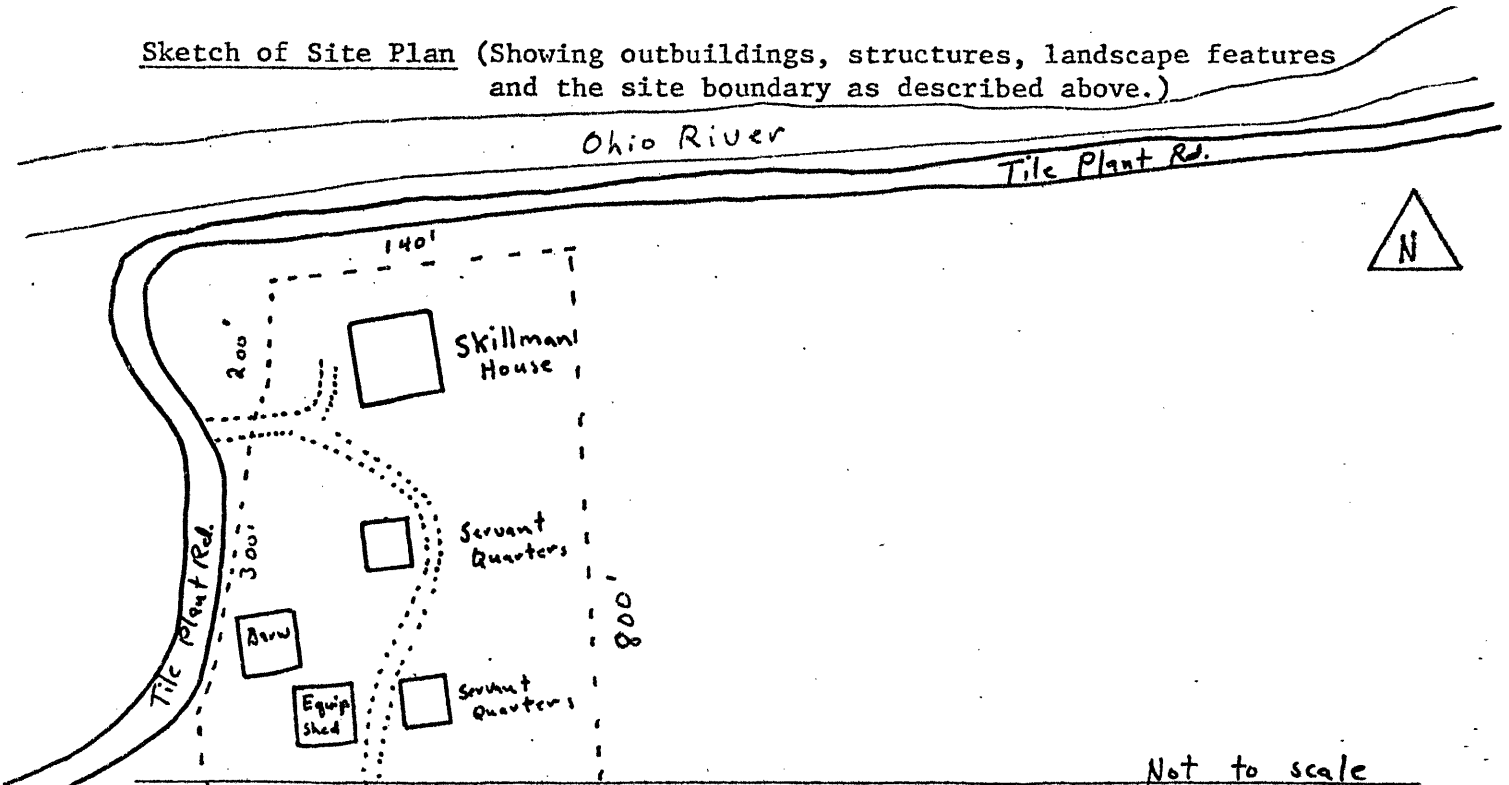 Sketch of Site Plan (Showing outbuildings, structures, landscape features
and the site boundary as described above.)
Ohio River
Tile Plant Rd.
N
140'
200'
Skillman
House
300'
Servant
Quarters
800'
Tile Plant Rd.
Barn
Equip
Shed
Servant
Quarters
Not to scale